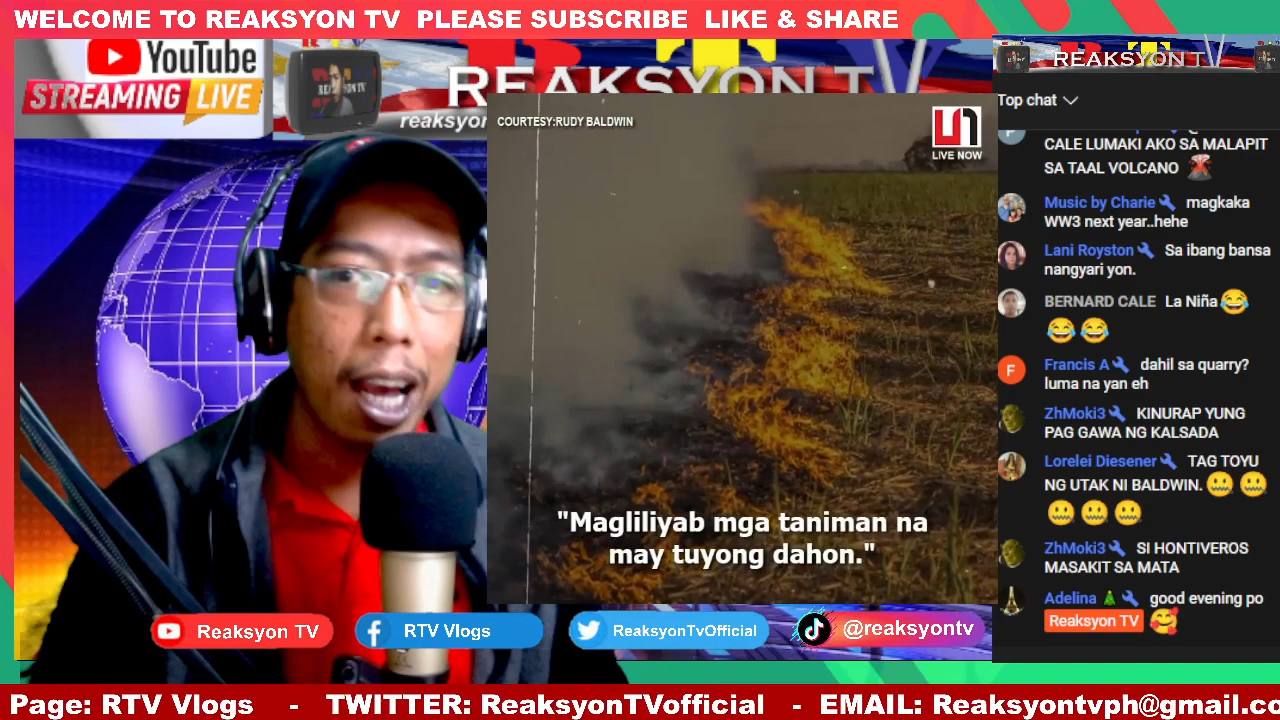 WELCOME TO REAKSYON TV PLEASE SUBSCRIBE LIKE & SHARE
YouTube
STREAMING LIVE
REAKSYON TV
COURTESY:RUDY BALDWIN
LIVE NOW
"Magliliyab mga taniman na
may tuyong dahon."
REAKSYON TV
Top chat
CALE LUMAKI AKO SA MALAPIT
SA TAAL VOLCANO 🌋
Music by Charie magkaka
WW3 next year..hehe
Lani Royston Sa ibang bansa
nangyari yon.
BERNARD CALE La Niña 😂
😂😂
Francis A dahil sa quarry?
luma na yan eh
ZhMoki3 KINURAP YUNG
PAG GAWA NG KALSADA
Lorelei Diesener TAG TOYU
NG UTAK NI BALDWIN. 🤐🤐
🤐🤐🤐
ZhMoki3 SI HONTIVEROS
MASAKIT SA MATA
Adelina🎄 good evening po
Reaksyon TV 🥰
Reaksyon TV
RTV Vlogs
ReaksyonTvOfficial
@reaksyontv
Page: RTV Vlogs - TWITTER: ReaksyonTVofficial - EMAIL: Reaksyontvph@gmail.co